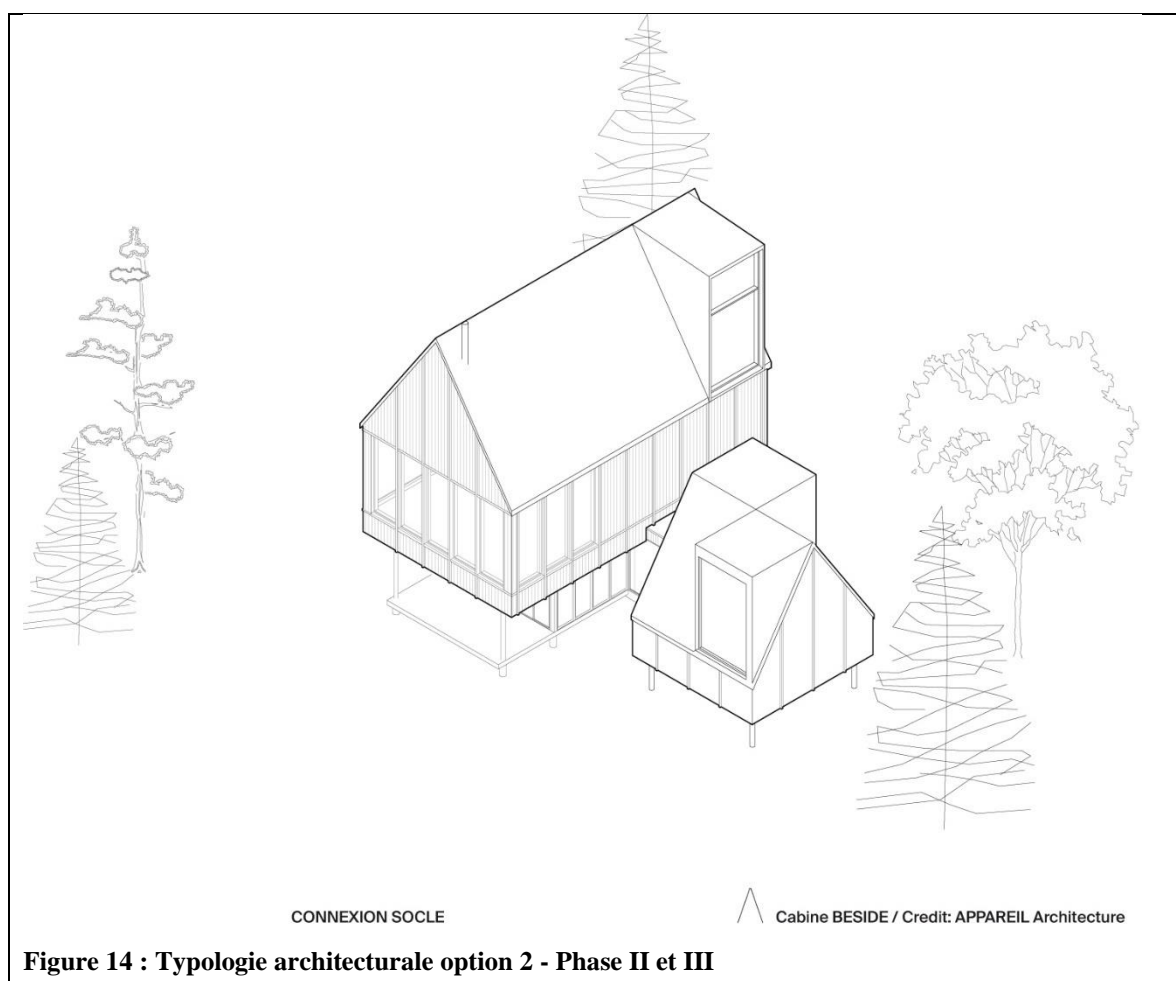 CONNEXION SOCLE
Cabine BESIDE / Credit: APPAREIL Architecture
Figure 14 : Typologie architecturale option 2 - Phase II et III